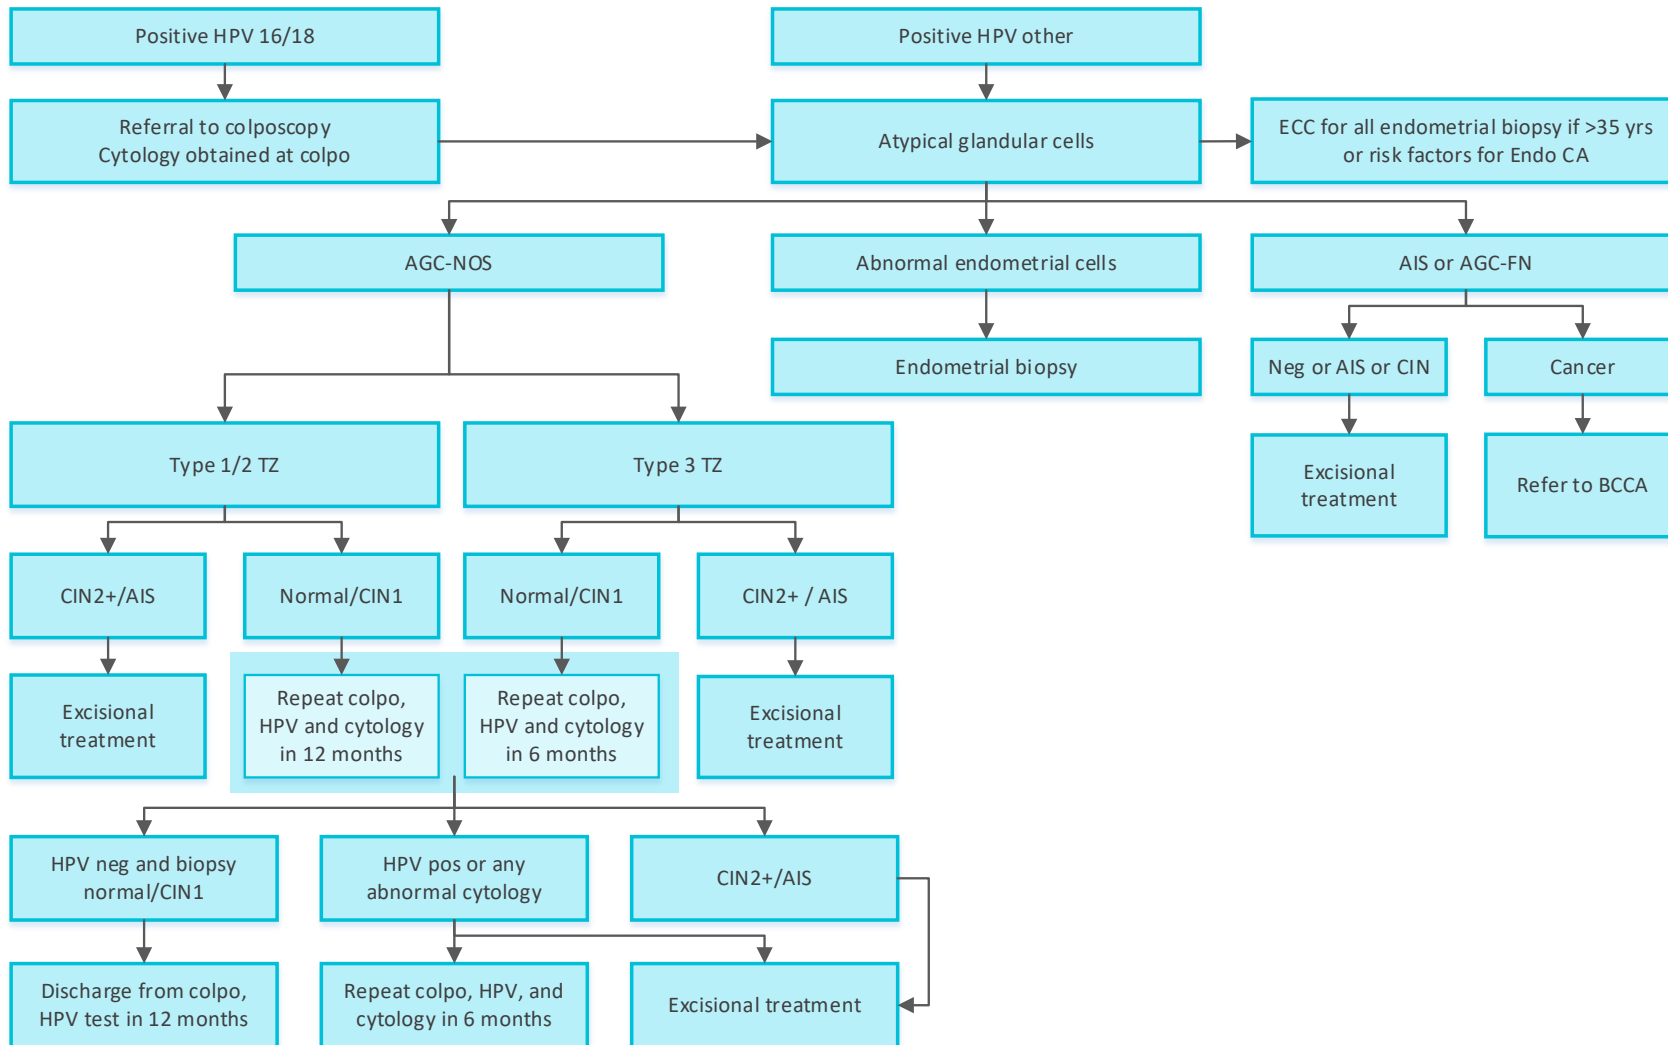 Positive HPV 16/18
Positive HPV other
Referral to colposcopy
Cytology obtained at colpo
Atypical glandular cells
ECC for all endometrial biopsy if >35 yrs
or risk factors for Endo CA
AGC-NOS
Abnormal endometrial cells
AIS or AGC-FN
Endometrial biopsy
Neg or AIS or CIN
Cancer
Type 1/2 TZ
Type 3 TZ
Excisional
treatment
Refer to BCCA
CIN2+/AIS
Normal/CIN1
Normal/CIN1
CIN2+ / AIS
Excisional
treatment
Repeat colpo,
HPV and cytology
in 12 months
Repeat colpo,
HPV and cytology
in 6 months
Excisional
treatment
HPV neg and biopsy
normal/CIN1
HPV pos or any
abnormal cytology
CIN2+/AIS
Discharge from colpo,
HPV test in 12 months
Repeat colpo, HPV, and
cytology in 6 months
Excisional treatment